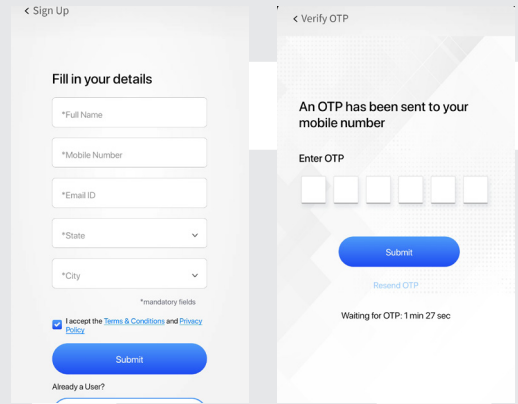 < Sign Up
Fill in your details
*Full Name
*Mobile Number
*Email ID
*State
*City
*mandatory fields
I accept the Terms & Conditions and Privacy
Policy
Submit
Already a User?
< Verify OTP
An OTP has been sent to your
mobile number
Enter OTP
Submit
Resend OTP
Waiting for OTP: 1 min 27 sec